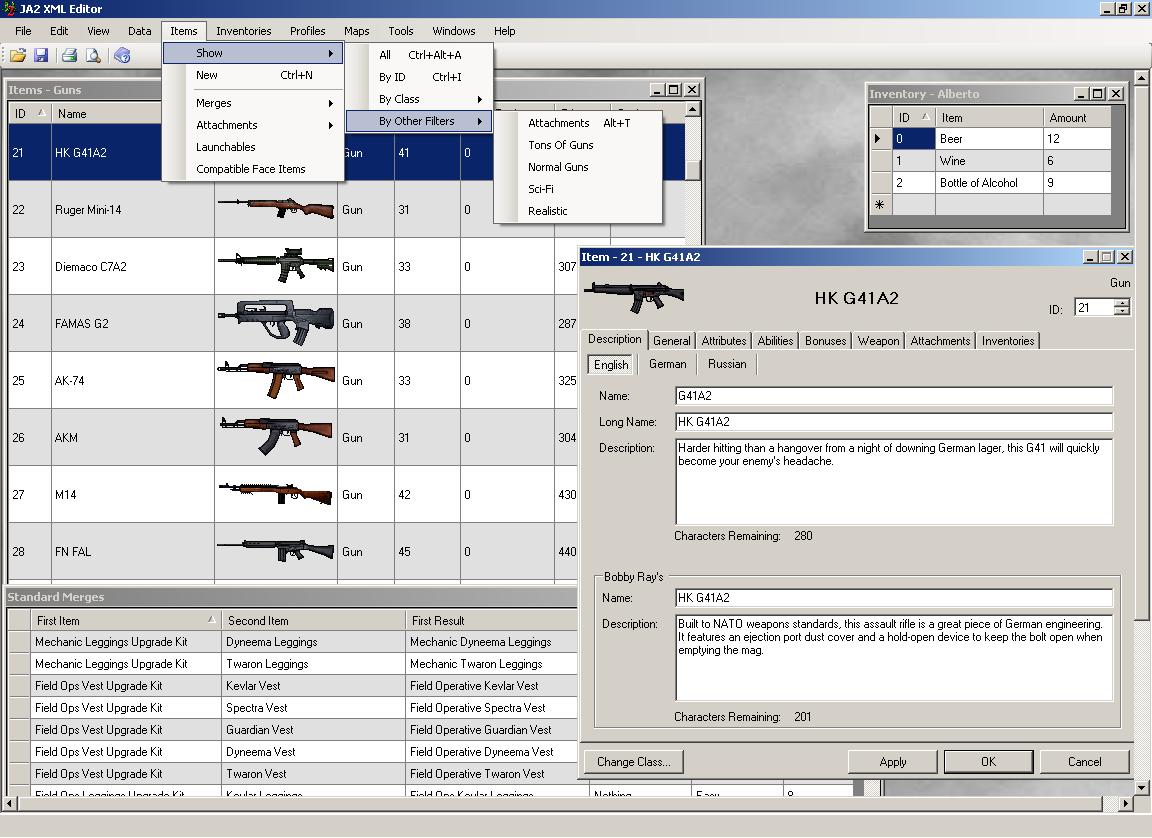 JA2 XML Editor
File Edit View Data Items Inventories Profiles Maps Tools Windows Help
Show
New Ctrl+N
Merges
Attachments
Launchables
Compatible Face Items
All Ctrl+Alt+A
By ID Ctrl+I
By Class
By Other Filters
Attachments Alt+T
Tons Of Guns
Normal Guns
Sci-Fi
Realistic
Items - Guns
ID Name
21 HK G41A2 Gun 41 0
22 Ruger Mini-14 Gun 31 0
23 Diemaco C7A2 Gun 33 0 307
24 FAMAS G2 Gun 38 0 287
25 AK-74 Gun 33 0 325
26 AKM Gun 31 0 304
27 M14 Gun 42 0 430
28 FN FAL Gun 45 0 440
Inventory - Alberto
ID Item Amount
0 Beer 12
1 Wine 6
2 Bottle of Alcohol 9
Item - 21 - HK G41A2
HK G41A2
Gun
ID: 21
Description General Attributes Abilities Bonuses Weapon Attachments Inventories
English German Russian
Name: G41A2
Long Name: HK G41A2
Description: Harder hitting than a hangover from a night of downing German lager, this G41 will quickly
become your enemy's headache.
Characters Remaining: 280
Bobby Ray's
Name: HK G41A2
Description: Built to NATO weapons standards, this assault rifle is a great piece of German engineering.
It features an ejection port dust cover and a hold-open device to keep the bolt open when
emptying the mag.
Characters Remaining: 201
Change Class... Apply OK Cancel
Standard Merges
First Item Second Item First Result
Mechanic Leggings Upgrade Kit Dyneema Leggings Mechanic Dyneema Leggings
Mechanic Leggings Upgrade Kit Twaron Leggings Mechanic Twaron Leggings
Field Ops Vest Upgrade Kit Kevlar Vest Field Operative Kevlar Vest
Field Ops Vest Upgrade Kit Spectra Vest Field Operative Spectra Vest
Field Ops Vest Upgrade Kit Guardian Vest Field Operative Guardian Vest
Field Ops Vest Upgrade Kit Dyneema Vest Field Operative Dyneema Vest
Field Ops Vest Upgrade Kit Twaron Vest Field Operative Twaron Vest
Field Ops Leggings Upgrade Kit Kevlar Leggings Field Ops Kevlar Leggings Nothing Easy 8